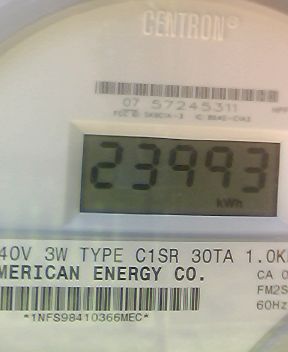 CENTRON®
07 57245311
23993
kWh
40V 3W TYPE C1SR 30TA 1.0K
MERICAN ENERGY CO.
CA 0
FM2S
60Hz
*1NFS98410366MEC*